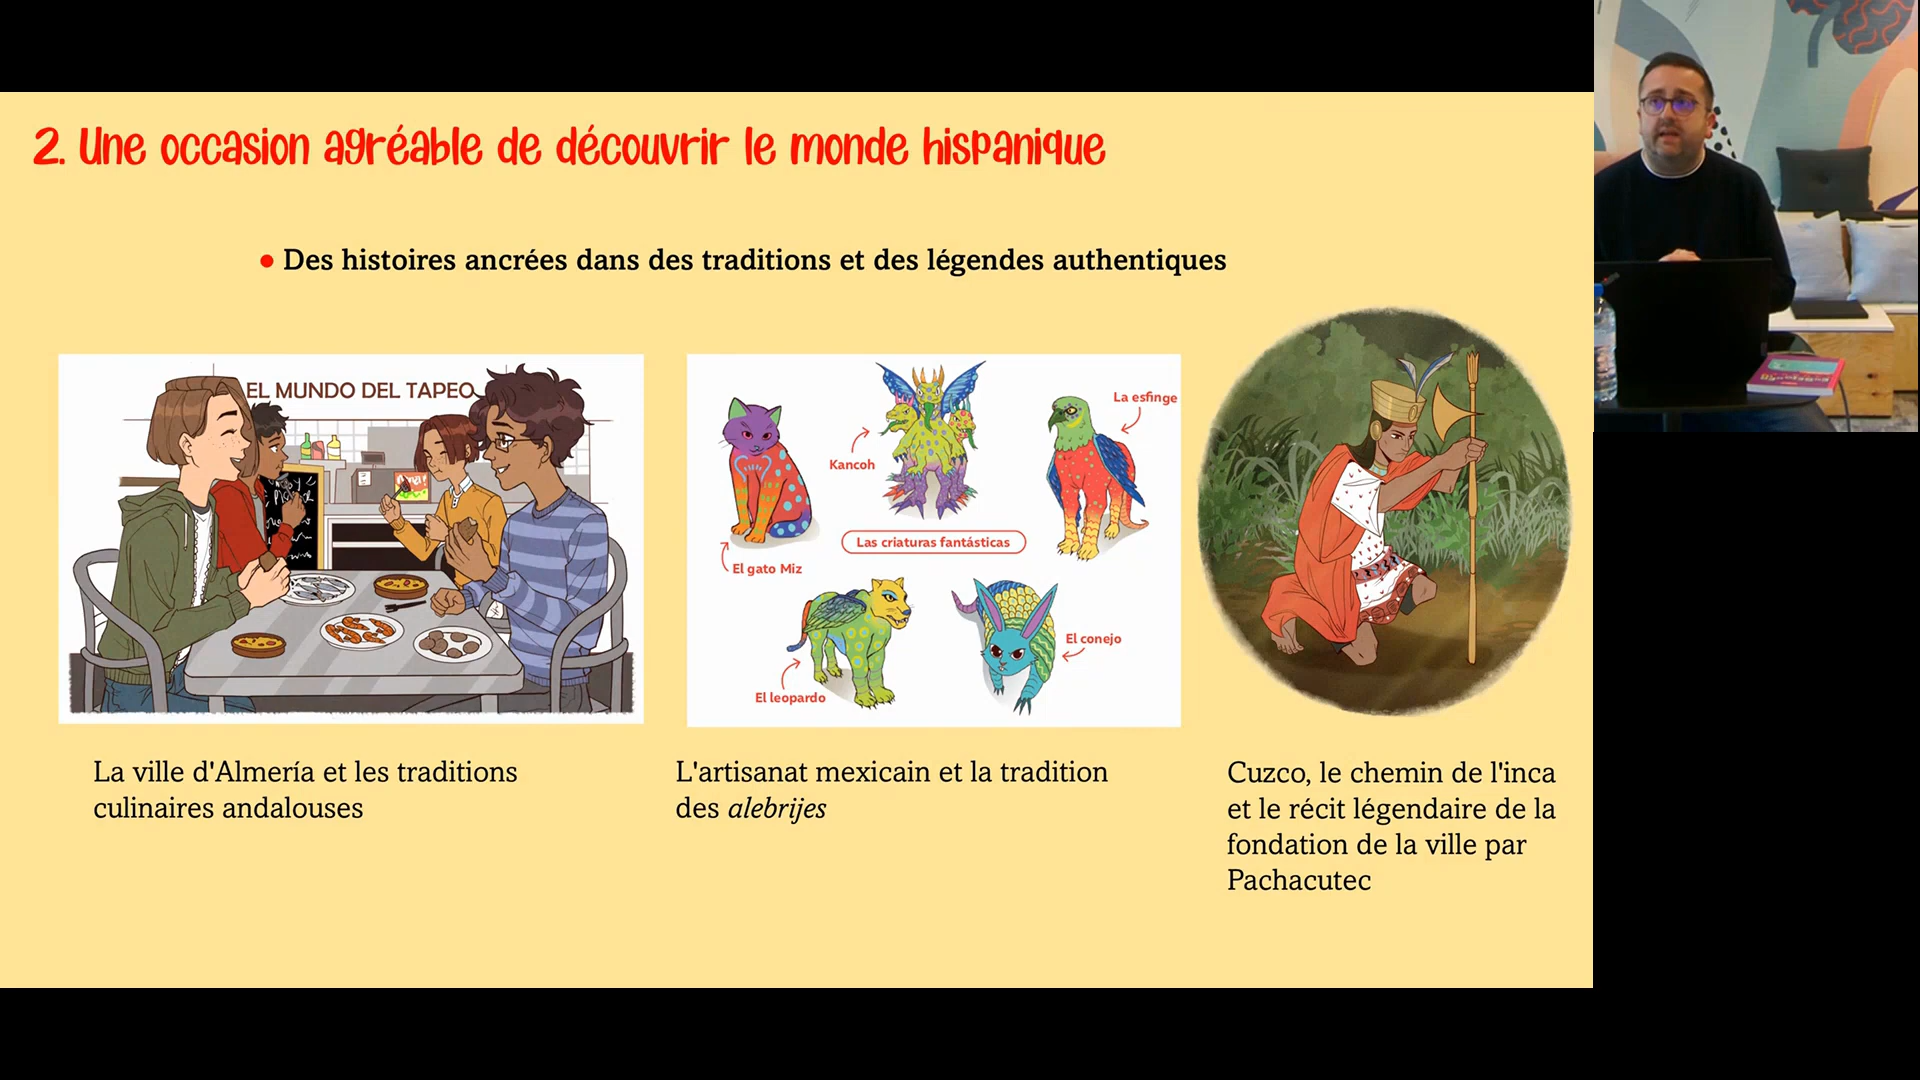 2. Une occasion agréable de découvrir le monde hispanique
● Des histoires ancrées dans des traditions et des légendes authentiques
EL MUNDO DEL TAPEO
La esfinge
Kancoh
Las criaturas fantásticas
El gato Miz
El conejo
El leopardo
La ville d'Almería et les traditions
culinaires andalouses
L'artisanat mexicain et la tradition
des alebrijes
Cuzco, le chemin de l'inca
et le récit légendaire de la
fondation de la ville par
Pachacutec